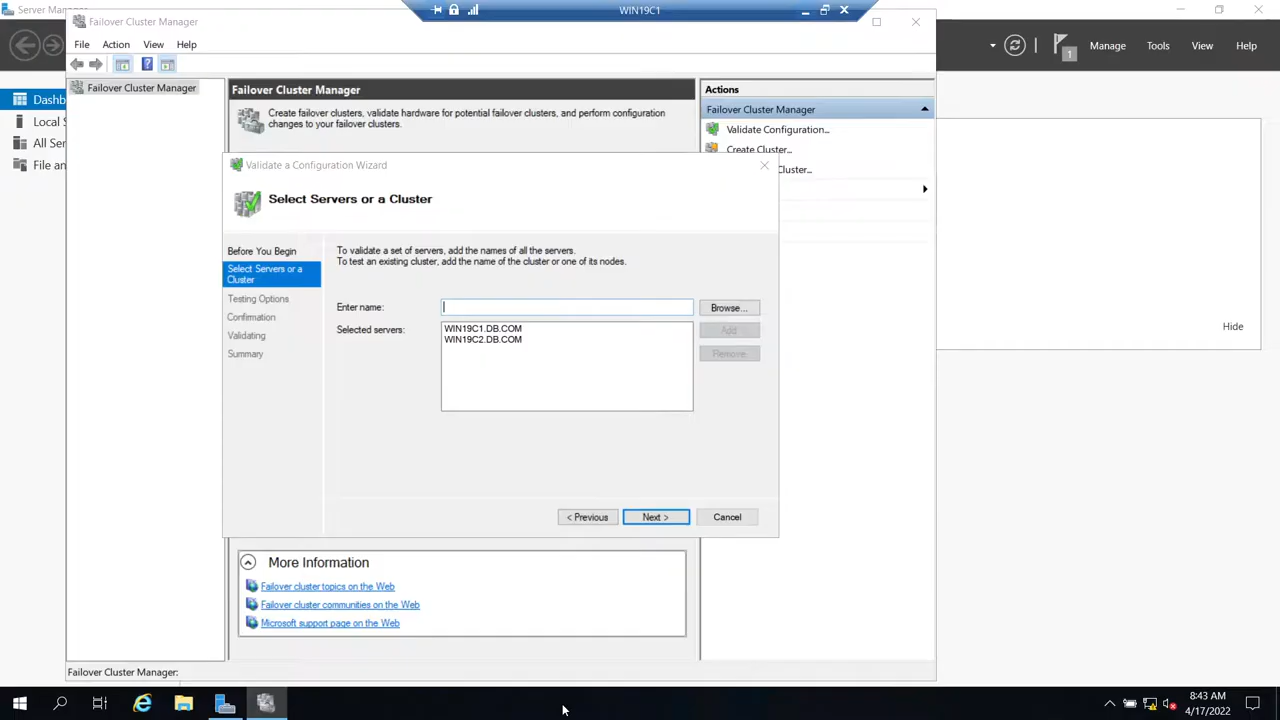 Server Manager
WIN19C1
Failover Cluster Manager
File Action View Help
1
Manage Tools View Help
Failover Cluster Manager
Failover Cluster Manager
Create failover clusters, validate hardware for potential failover clusters, and perform configuration
changes to your failover clusters.
Actions
Failover Cluster Manager
Validate Configuration...
Create Cluster...
Cluster...
Dashb
Local S
All Ser
File an
Validate a Configuration Wizard
Select Servers or a Cluster
Before You Begin
Select Servers or a
Cluster
Testing Options
Confirmation
Validating
Summary
To validate a set of servers, add the names of all the servers.
To test an existing cluster, add the name of the cluster or one of its nodes.
Enter name:
Browse...
Selected servers:
WIN19C1.DB.COM
WIN19C2.DB.COM
Add
Remove
< Previous
Next >
Cancel
Hide
More Information
Failover cluster topics on the Web
Failover cluster communities on the Web
Microsoft support page on the Web
Failover Cluster Manager:
8:43 AM
4/17/2022